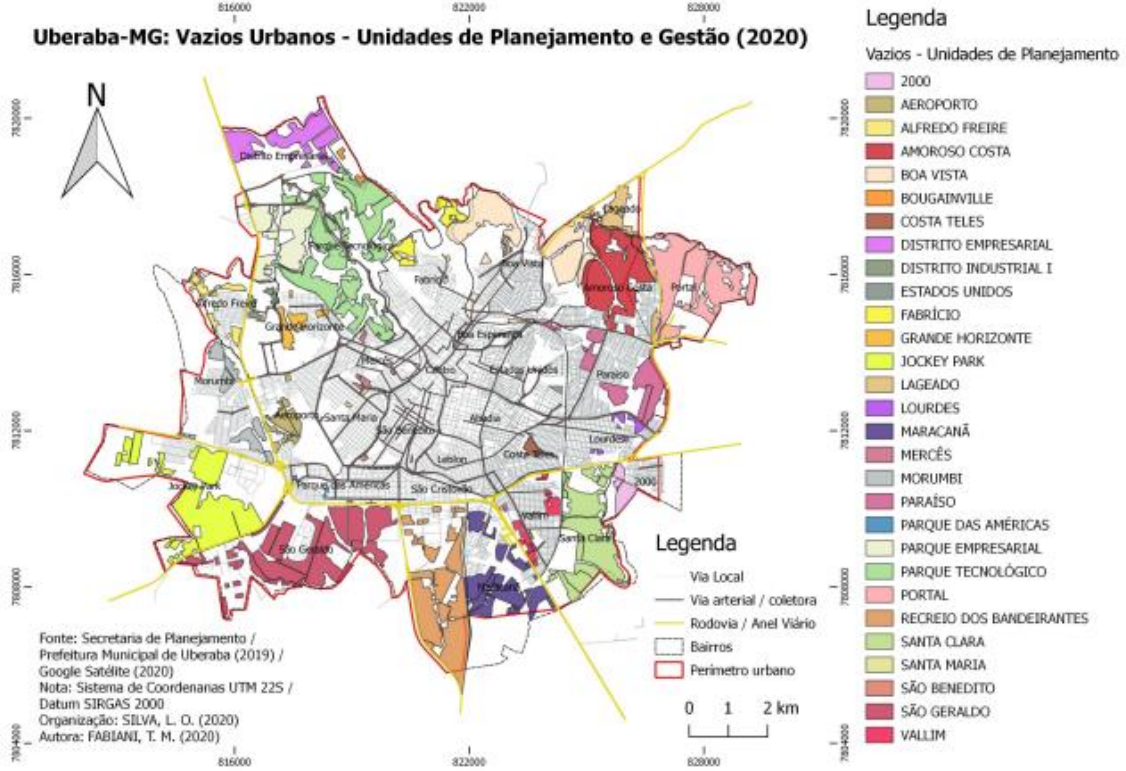 816000
822000
828000
Uberaba-MG: Vazios Urbanos - Unidades de Planejamento e Gestão (2020)
N
7820000
7820000
7816000
7816000
7812000
7812000
7808000
7808000
7804000
7804000
Distrito Empresarial
Parque Tecnológico
Lageado
Boa Vista
Fabrício
Amoroso Costa
Portal
Alfredo Freire
Grande Horizonte
Boa Esperança
Mercês
Centro
Estados Unidos
Paraíso
Morumbi
Aeroporto
Santa Maria
São Benedito
Abadia
Lourdes
Leblon
Costa Teles
2000
Jockey Park
Parque das Américas
São Cristóvão
Vallim
Santa Clara
São Geraldo
Maracanã
Legenda
Via Local
Via arterial / coletora
Rodovia / Anel Viário
Bairros
Perímetro urbano
0 1 2 km
Fonte: Secretaria de Planejamento /
Prefeitura Municipal de Uberaba (2019) /
Google Satélite (2020)
Nota: Sistema de Coordenanas UTM 22S /
Datum SIRGAS 2000
Organização: SILVA, L. O. (2020)
Autora: FABIANI, T. M. (2020)
816000
822000
828000
Legenda
Vazios - Unidades de Planejamento
2000
AEROPORTO
ALFREDO FREIRE
AMOROSO COSTA
BOA VISTA
BOUGAINVILLE
COSTA TELES
DISTRITO EMPRESARIAL
DISTRITO INDUSTRIAL I
ESTADOS UNIDOS
FABRÍCIO
GRANDE HORIZONTE
JOCKEY PARK
LAGEADO
LOURDES
MARACANÃ
MERCÊS
MORUMBI
PARAÍSO
PARQUE DAS AMÉRICAS
PARQUE EMPRESARIAL
PARQUE TECNOLÓGICO
PORTAL
RECREIO DOS BANDEIRANTES
SANTA CLARA
SANTA MARIA
SÃO BENEDITO
SÃO GERALDO
VALLIM